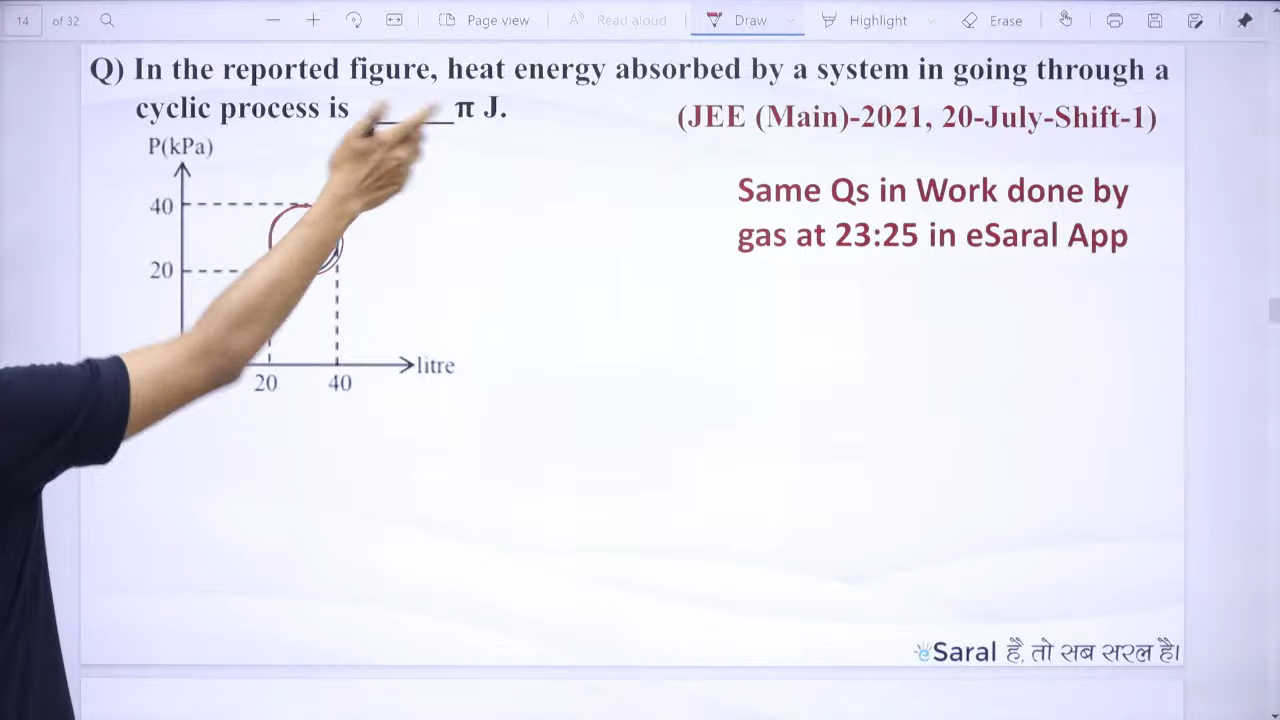 14 of 32 Page view Read aloud Draw Highlight Erase
Q) In the reported figure, heat energy absorbed by a system in going through a
cyclic process is ________π J.
(JEE (Main)-2021, 20-July-Shift-1)
P(kPa)
40
20
20 40
litre
Same Qs in Work done by
gas at 23:25 in eSaral App
eSaral है, तो सब सरल है।